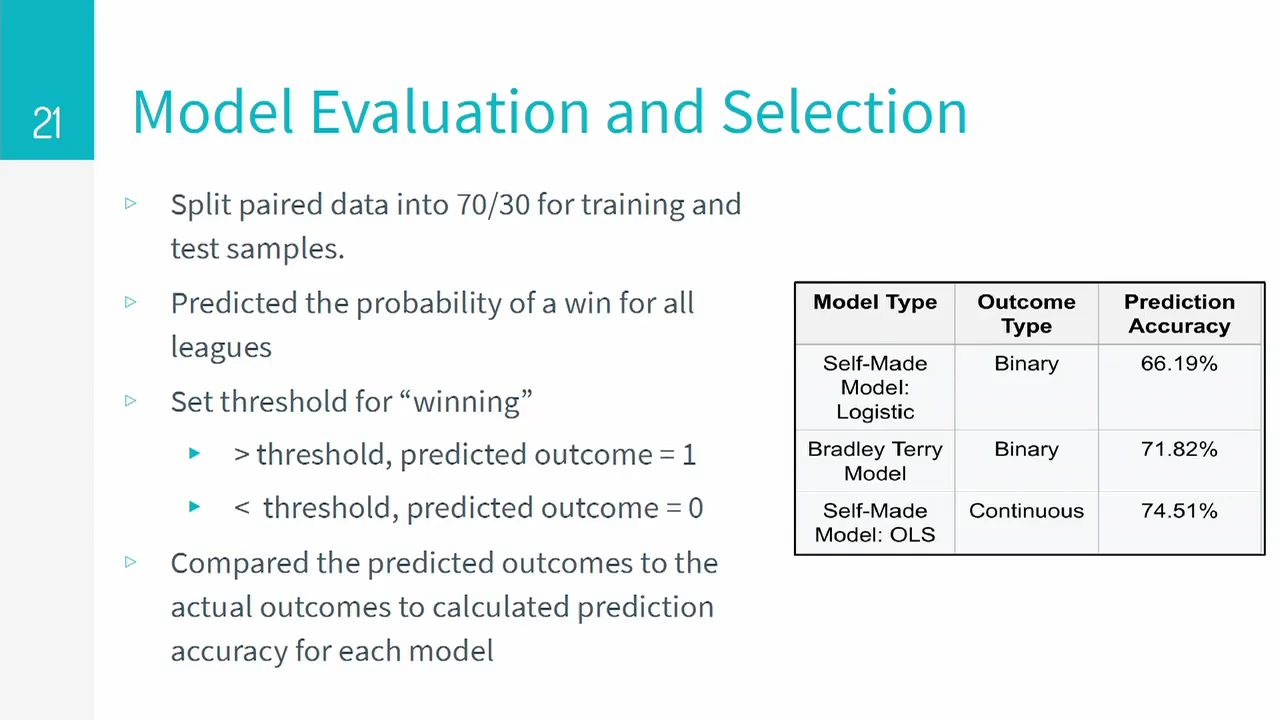 21
Model Evaluation and Selection
▹ Split paired data into 70/30 for training and
test samples.
▹ Predicted the probability of a win for all
leagues
▹ Set threshold for “winning”
▸ > threshold, predicted outcome = 1
▸ < threshold, predicted outcome = 0
▹ Compared the predicted outcomes to the
actual outcomes to calculated prediction
accuracy for each model
Model Type Outcome Prediction
Type Accuracy
Self-Made Binary 66.19%
Model:
Logistic
Bradley Terry Binary 71.82%
Model
Self-Made Continuous 74.51%
Model: OLS